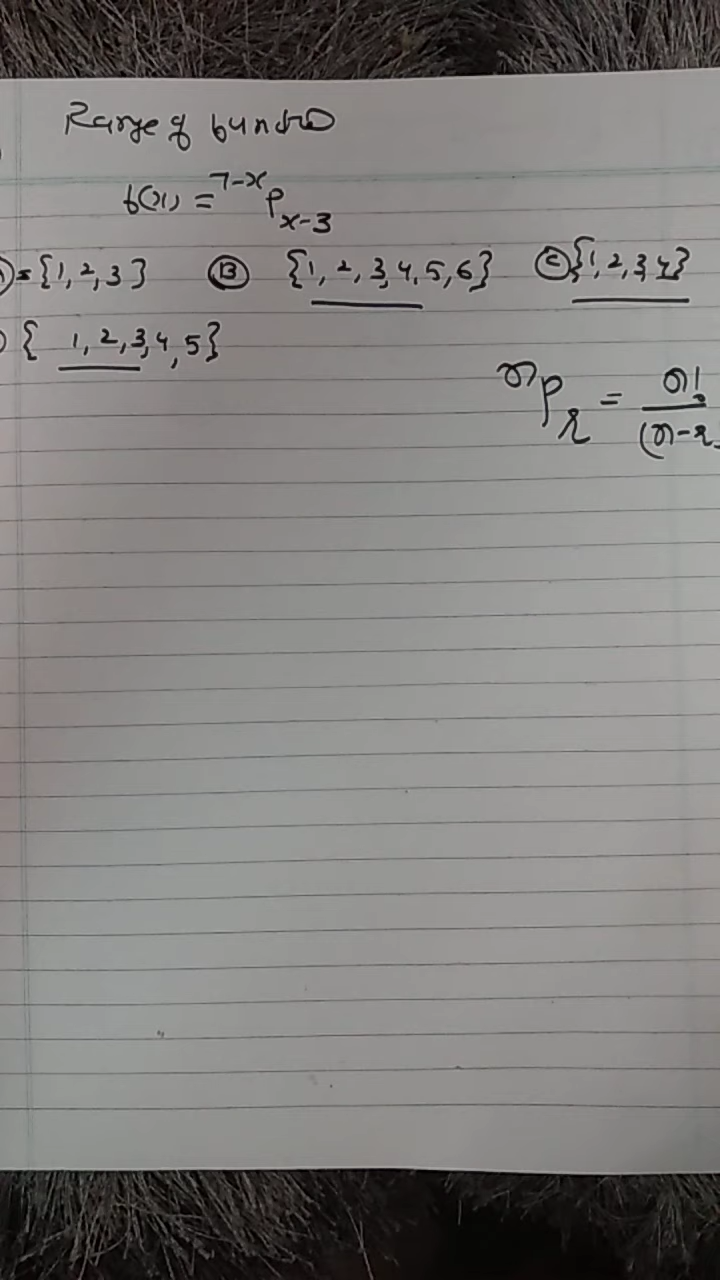 Range of function
f(x) = ⁷⁻ˣPₓ₋₃
A) = {1, 2, 3} (B) {1, 2, 3, 4, 5, 6} (C) {1, 2, 3, 4}
) { 1, 2, 3, 4, 5}
ⁿPᵣ = n! / (n-r